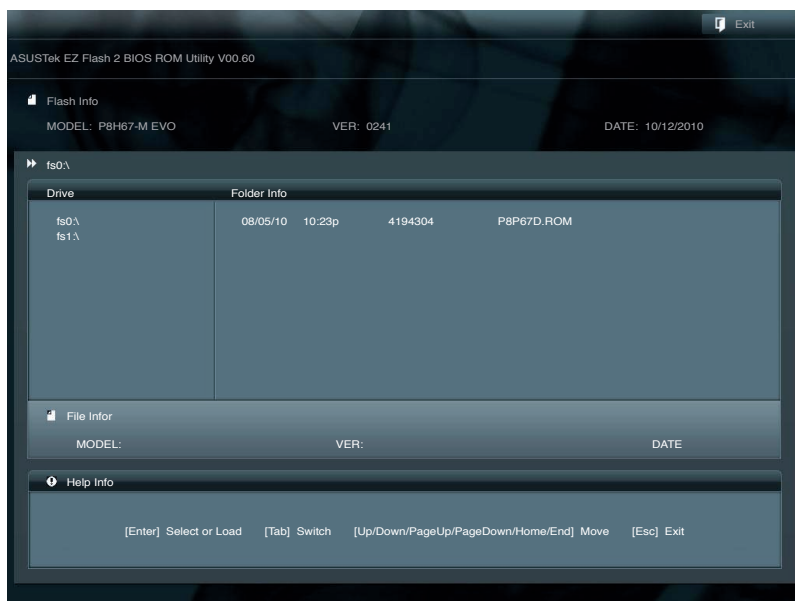 Exit
ASUSTek EZ Flash 2 BIOS ROM Utility V00.60
Flash Info
MODEL: P8H67-M EVO VER: 0241 DATE: 10/12/2010
fs0:\
Drive Folder Info
fs0:\ 08/05/10 10:23p 4194304 P8P67D.ROM
fs1:\
File Infor
MODEL: VER: DATE
Help Info
[Enter] Select or Load [Tab] Switch [Up/Down/PageUp/PageDown/Home/End] Move [Esc] Exit